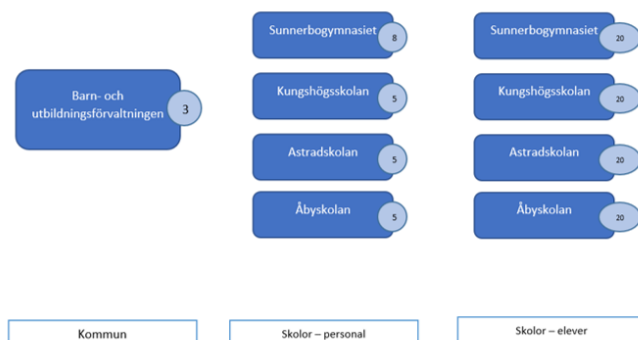 Barn- och
utbildningsförvaltningen
3
Sunnerbogymnasiet
8
Kungshögsskolan
5
Astradskolan
5
Åbyskolan
5
Sunnerbogymnasiet
20
Kungshögsskolan
20
Astradskolan
20
Åbyskolan
20
Kommun
Skolor – personal
Skolor – elever